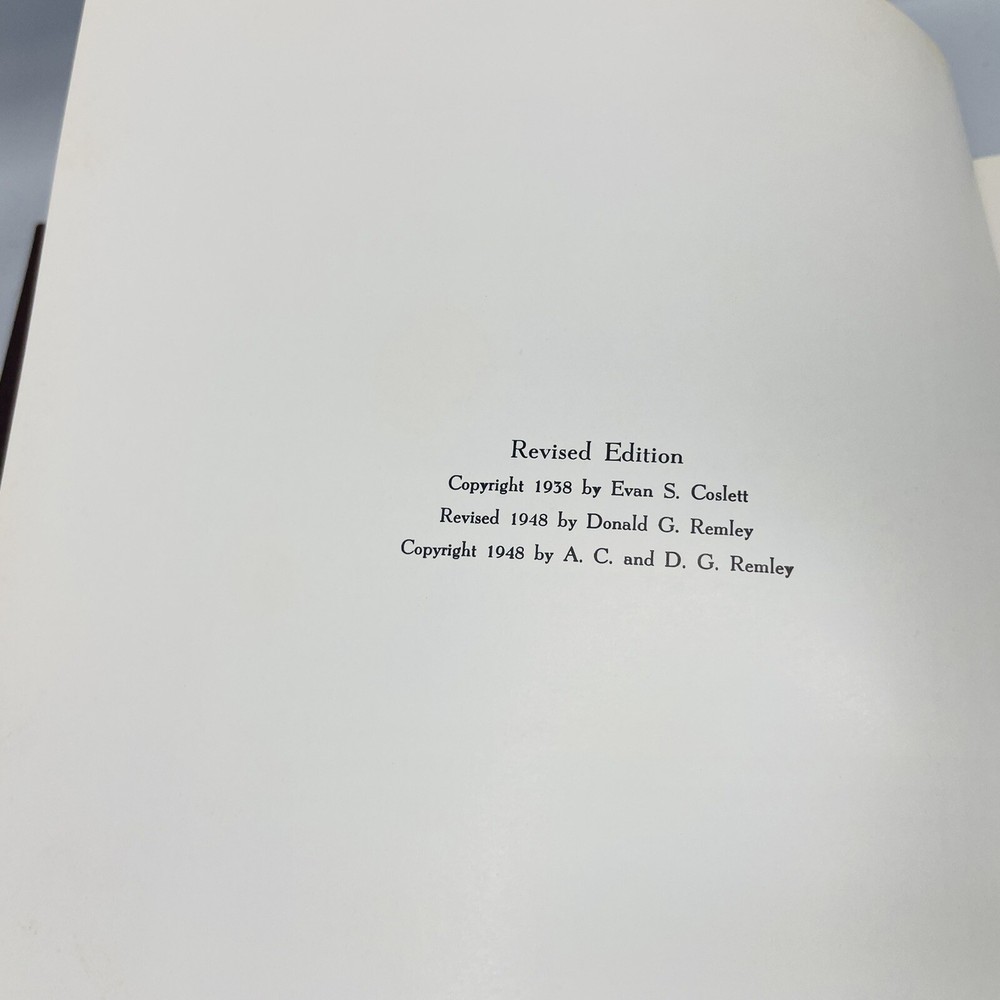 Revised Edition
Copyright 1938 by Evan S. Coslett
Revised 1948 by Donald G. Remley
Copyright 1948 by A. C. and D. G. Remley